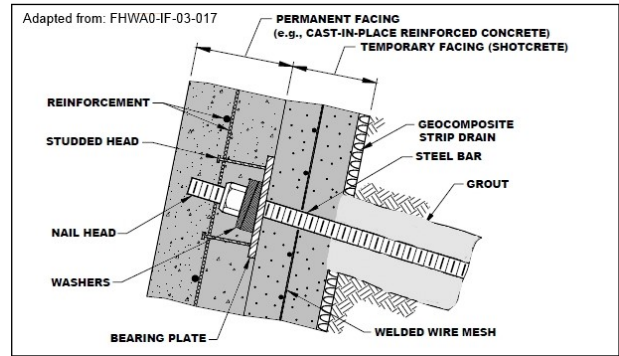 Adapted from: FHWA0-IF-03-017
PERMANENT FACING
(e.g., CAST-IN-PLACE REINFORCED CONCRETE)
TEMPORARY FACING (SHOTCRETE)
REINFORCEMENT
STUDDED HEAD
NAIL HEAD
WASHERS
BEARING PLATE
GEOCOMPOSITE
STRIP DRAIN
STEEL BAR
GROUT
WELDED WIRE MESH